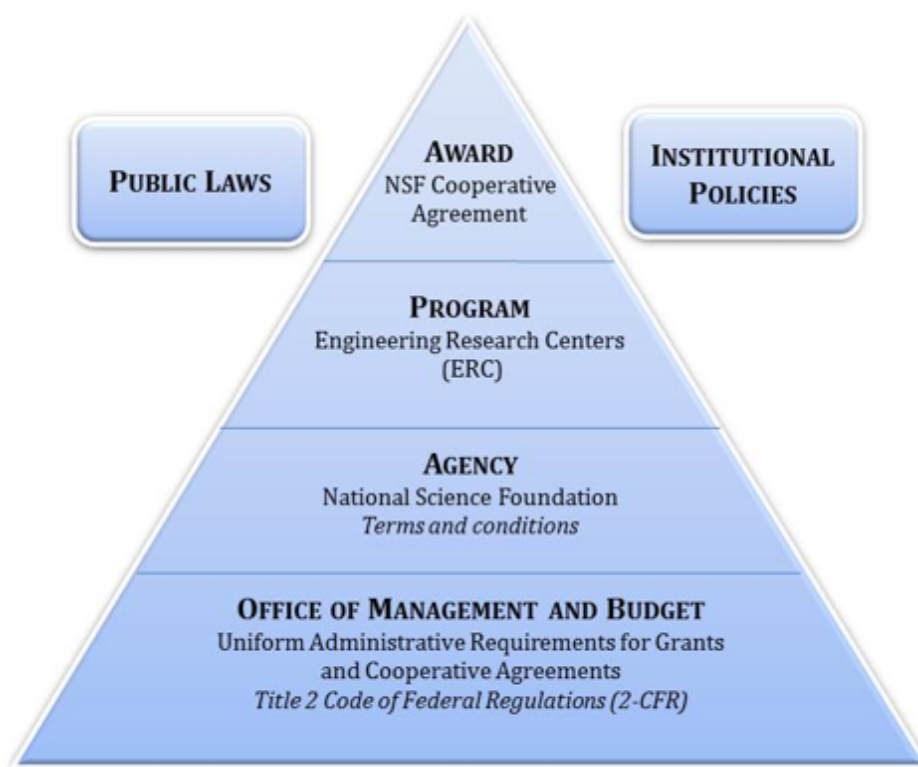 PUBLIC LAWS
INSTITUTIONAL
POLICIES
AWARD
NSF Cooperative
Agreement
PROGRAM
Engineering Research Centers
(ERC)
AGENCY
National Science Foundation
Terms and conditions
OFFICE OF MANAGEMENT AND BUDGET
Uniform Administrative Requirements for Grants
and Cooperative Agreements
Title 2 Code of Federal Regulations (2-CFR)